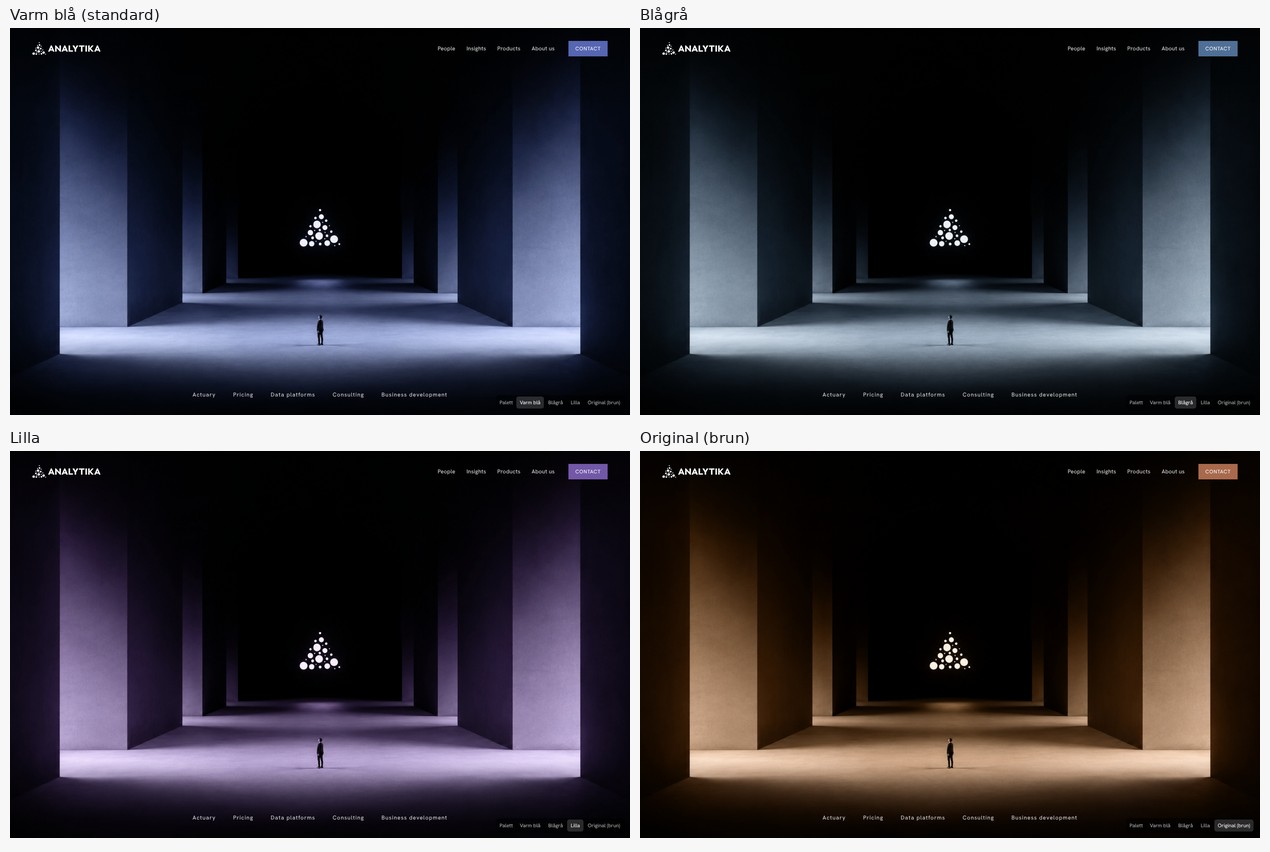 Varm blå (standard)
Blågrå
ANALYTIKA
People Insights Products About us CONTACT
ANALYTIKA
People Insights Products About us CONTACT
Actuary Pricing Data platforms Consulting Business development
Palett Varm blå Blågrå Lilla Original (brun)
Actuary Pricing Data platforms Consulting Business development
Palett Varm blå Blågrå Lilla Original (brun)
Lilla
Original (brun)
ANALYTIKA
People Insights Products About us CONTACT
ANALYTIKA
People Insights Products About us CONTACT
Actuary Pricing Data platforms Consulting Business development
Palett Varm blå Blågrå Lilla Original (brun)
Actuary Pricing Data platforms Consulting Business development
Palett Varm blå Blågrå Lilla Original (brun)